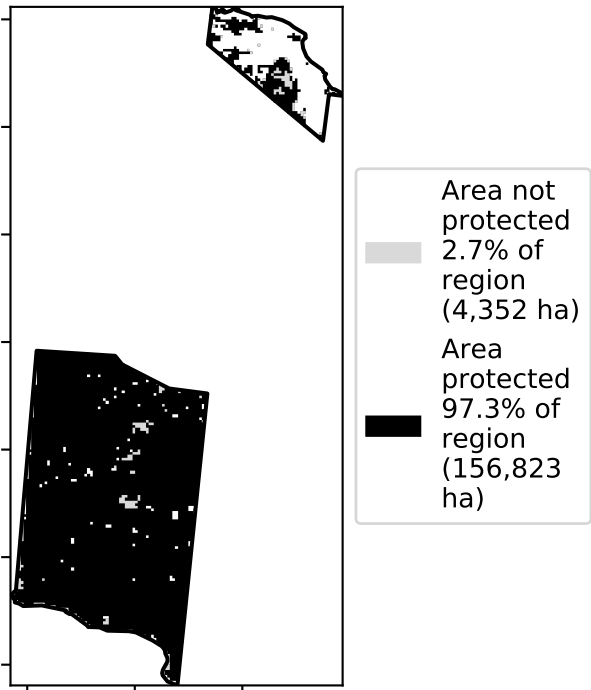 Area not
protected
2.7% of
region
(4,352 ha)
Area
protected
97.3% of
region
(156,823
ha)